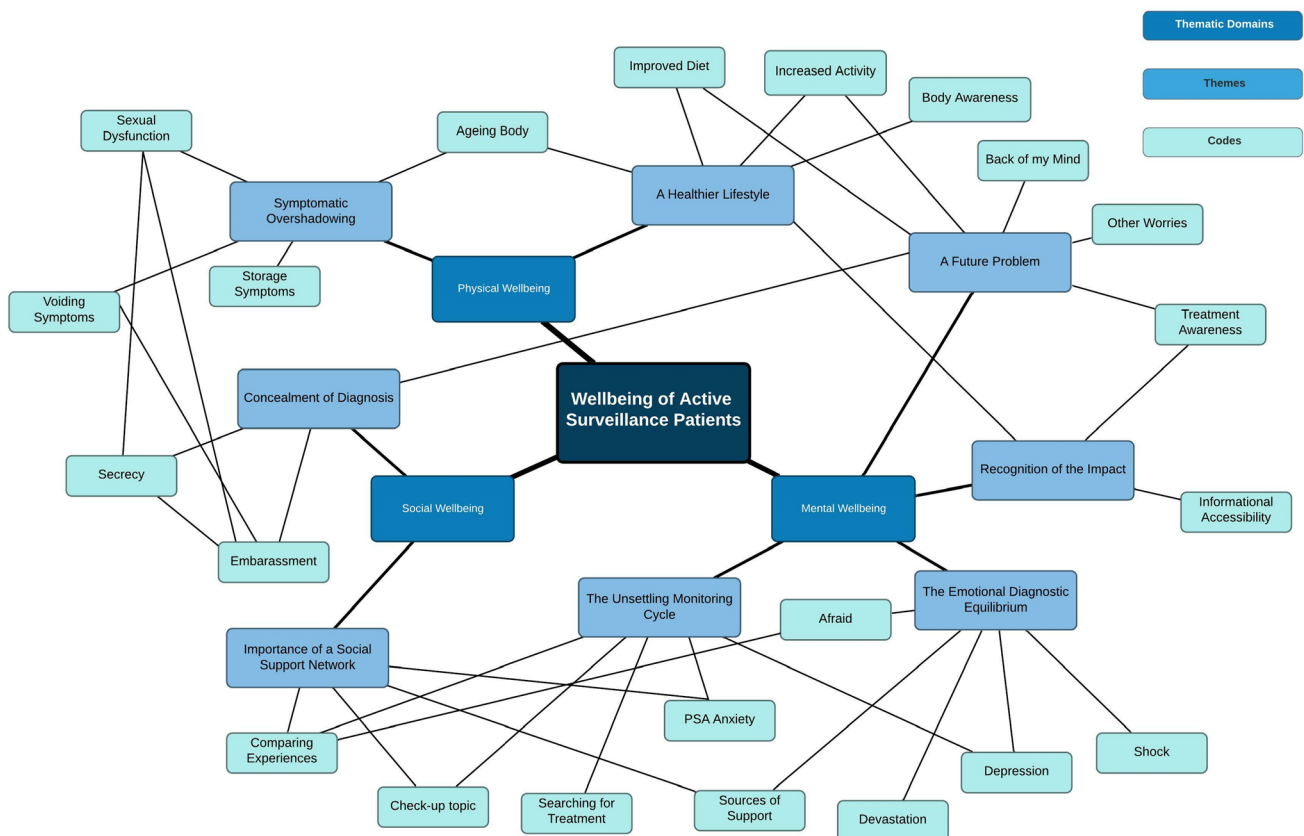 Thematic Domains
Themes
Codes
Improved Diet
Increased Activity
Body Awareness
Sexual
Dysfunction
Ageing Body
Back of my Mind
Symptomatic
Overshadowing
A Healthier Lifestyle
Other Worries
A Future Problem
Storage
Symptoms
Physical Wellbeing
Voiding
Symptoms
Treatment
Awareness
Concealment of Diagnosis
Wellbeing of Active
Surveillance Patients
Secrecy
Recognition of the Impact
Social Wellbeing
Mental Wellbeing
Informational
Accessibility
Embarassment
The Unsettling Monitoring
Cycle
Afraid
The Emotional Diagnostic
Equilibrium
Importance of a Social
Support Network
PSA Anxiety
Comparing
Experiences
Shock
Depression
Check-up topic
Searching for
Treatment
Sources of
Support
Devastation